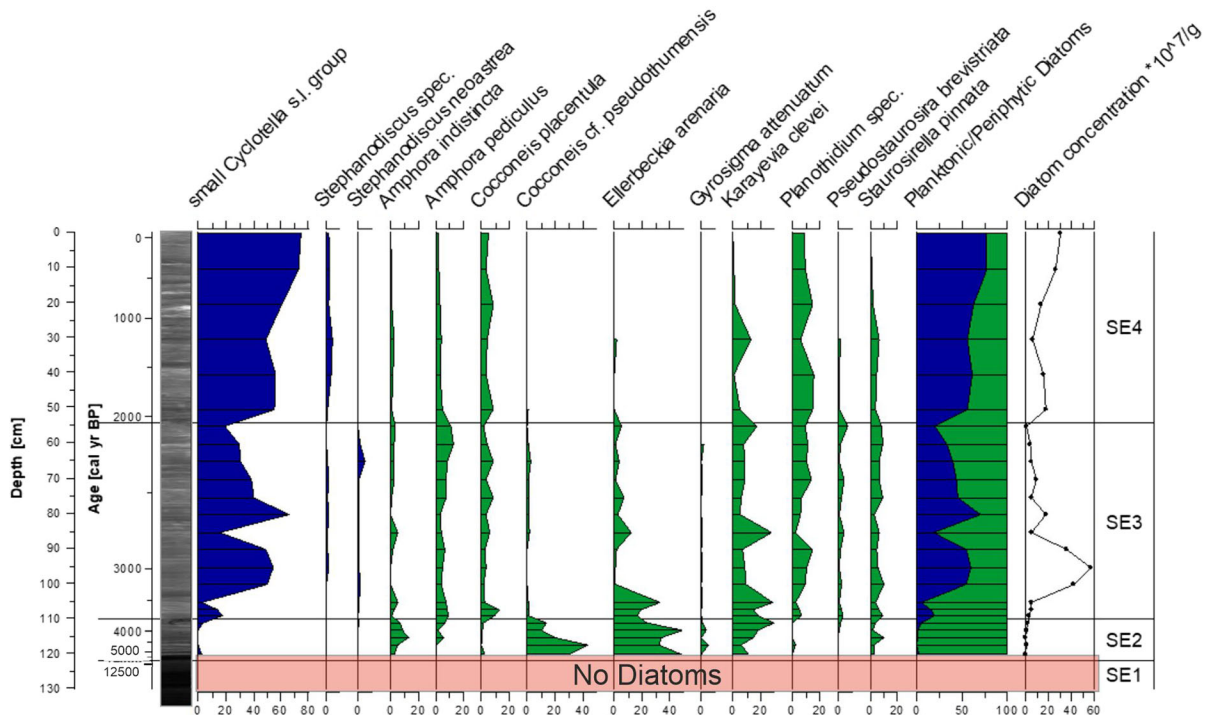 small Cyclotella s.l. group
Stephanodiscus spec.
Stephanodiscus neoastrea
Amphora indistincta
Amphora pediculus
Cocconeis placentula
Cocconeis cf. pseudothumensis
Ellerbeckia arenaria
Gyrosigma attenuatum
Karayevia clevei
Planothidium spec.
Pseudostaurosira brevistriata
Staurosirella pinnata
Planktonic/Periphytic Diatoms
Diatom concentration *10^7/g
Depth [cm]
0
10
20
30
40
50
60
70
80
90
100
110
120
130
Age [cal yr BP]
0
1000
2000
3000
4000
5000
12500
SE4
SE3
SE2
SE1
No Diatoms
0 20 40 60 80 0 0 0 0 0 0 20 40 0 20 40 0 0 20 0 0 0 0 50 100 0 20 40 60